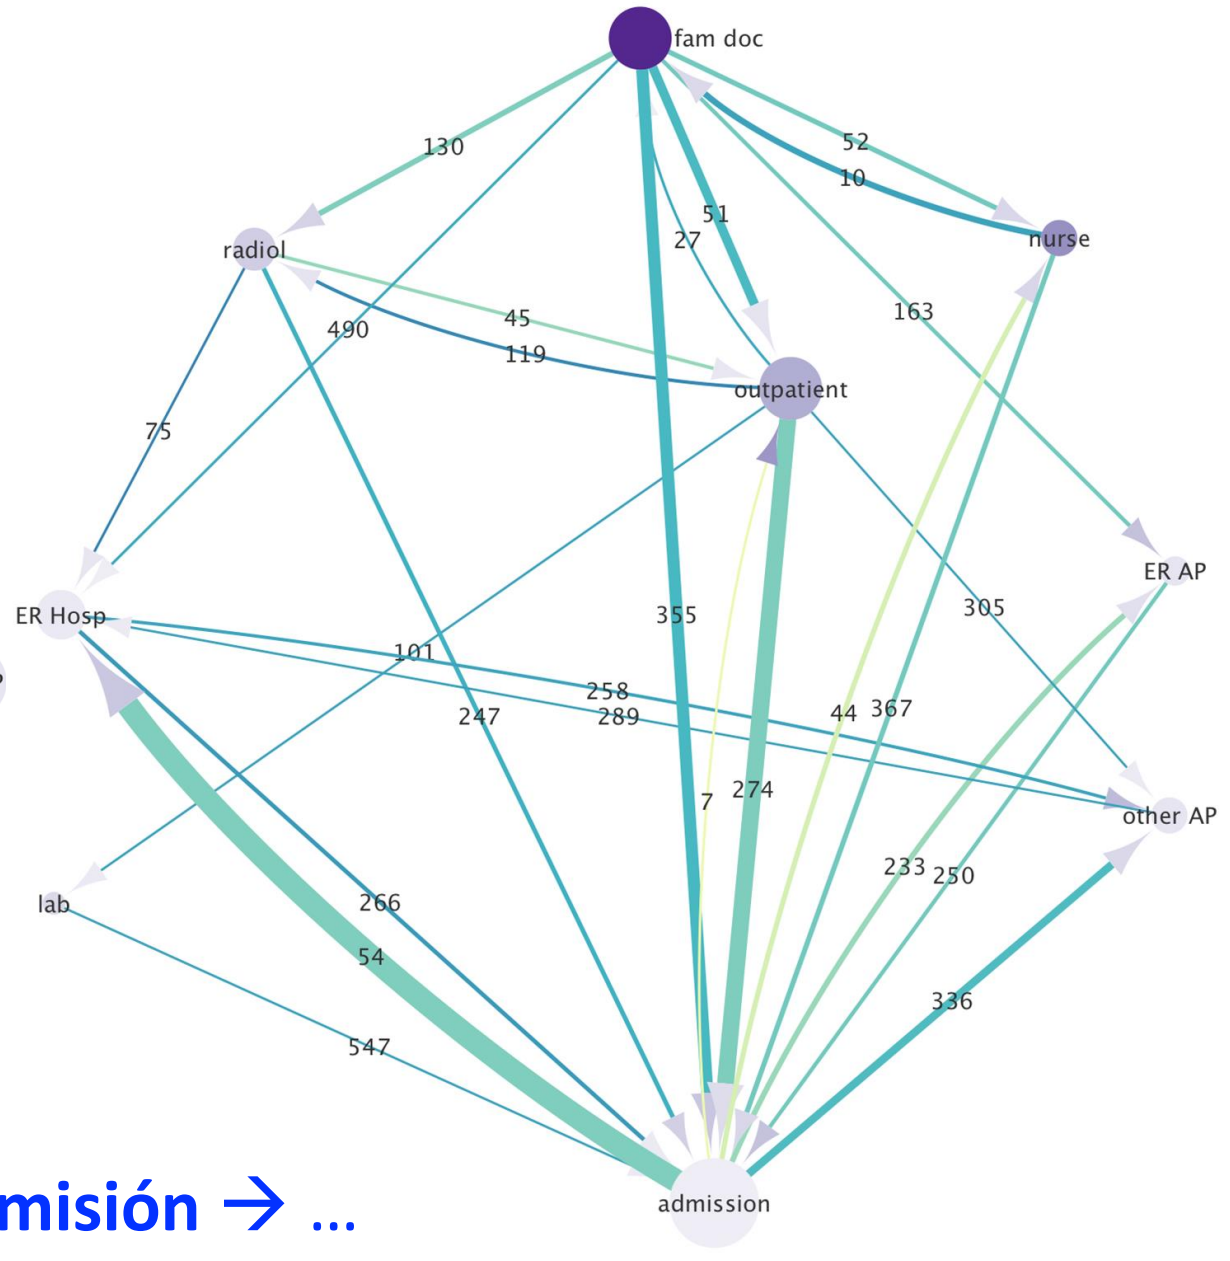 fam doc
130
52
10
51
27
radiol
nurse
163
45
490
119
outpatient
75
ER AP
305
ER Hosp
355
101
258
289
247
44
367
7
274
other AP
233
250
lab
266
54
336
547
admission
misión → ...